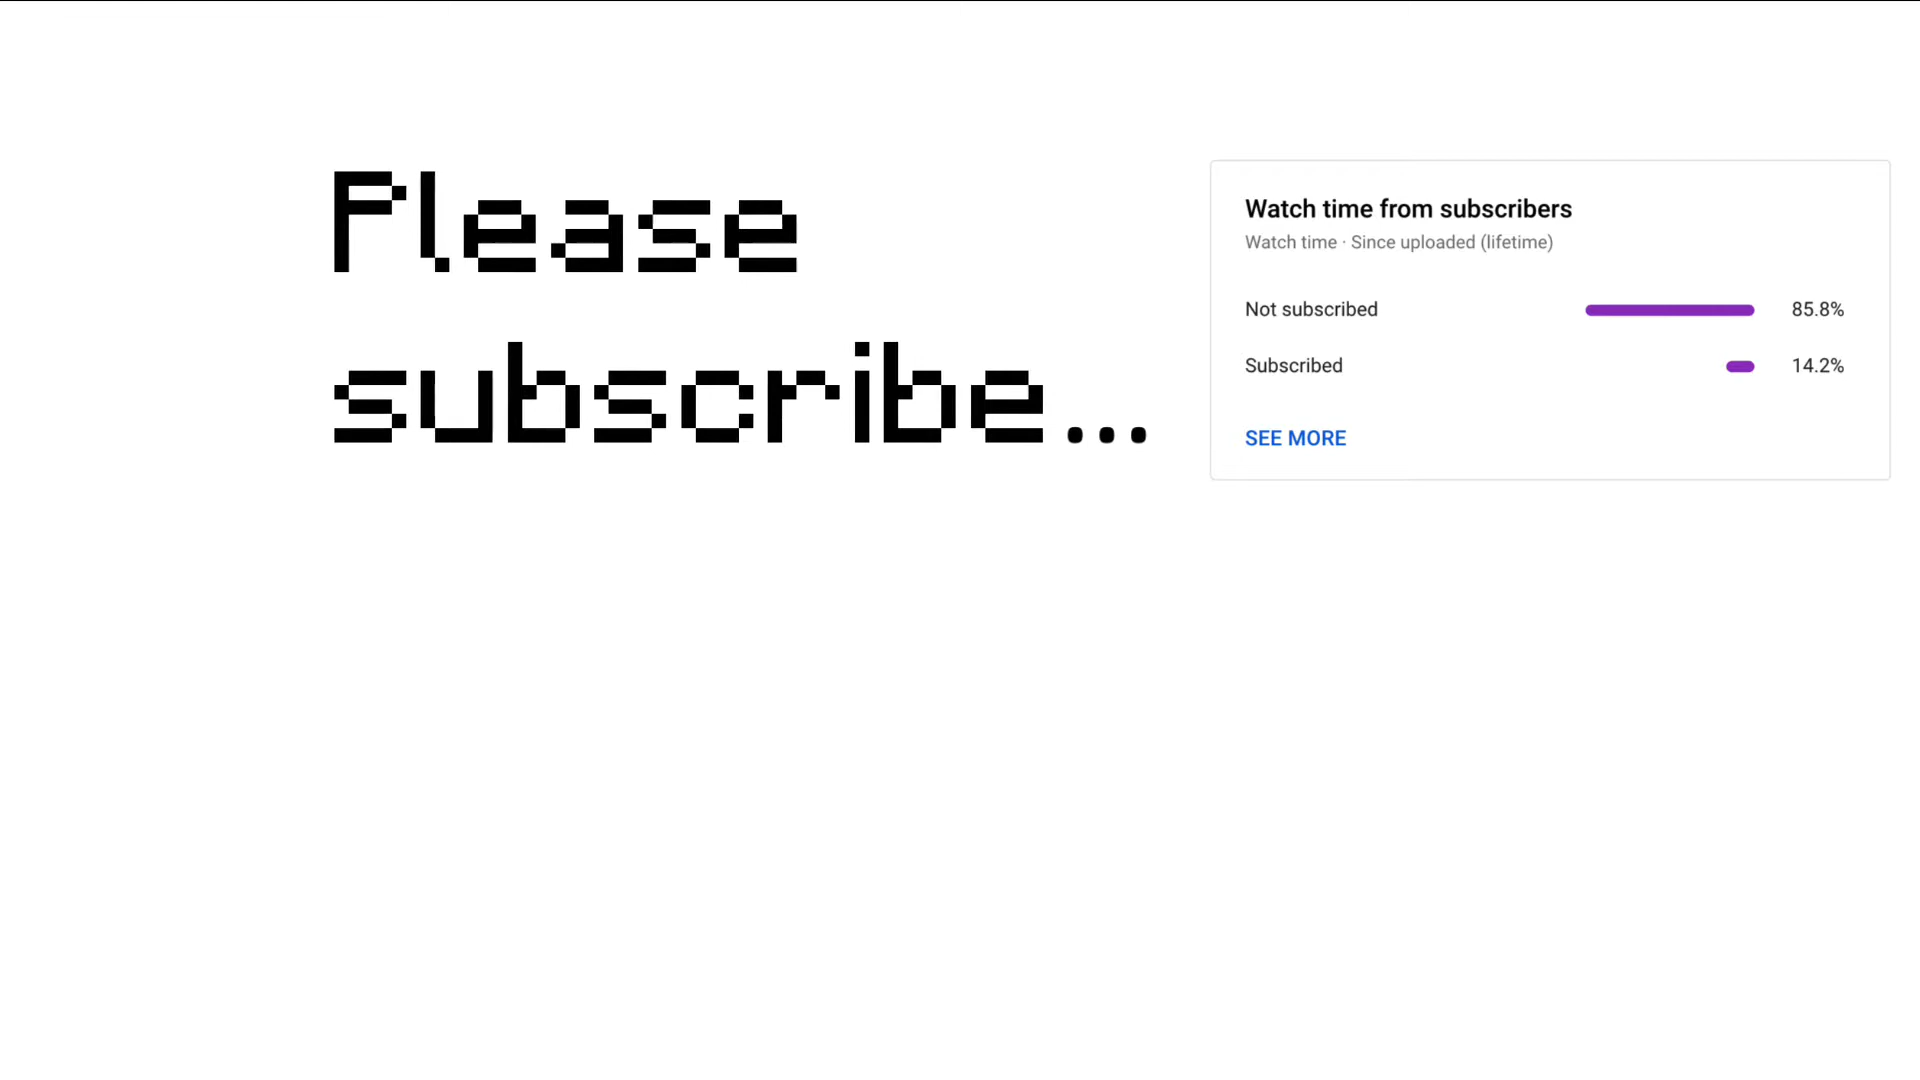 Please
subscribe...
Watch time from subscribers
Watch time · Since uploaded (lifetime)
Not subscribed 85.8%
Subscribed 14.2%
SEE MORE